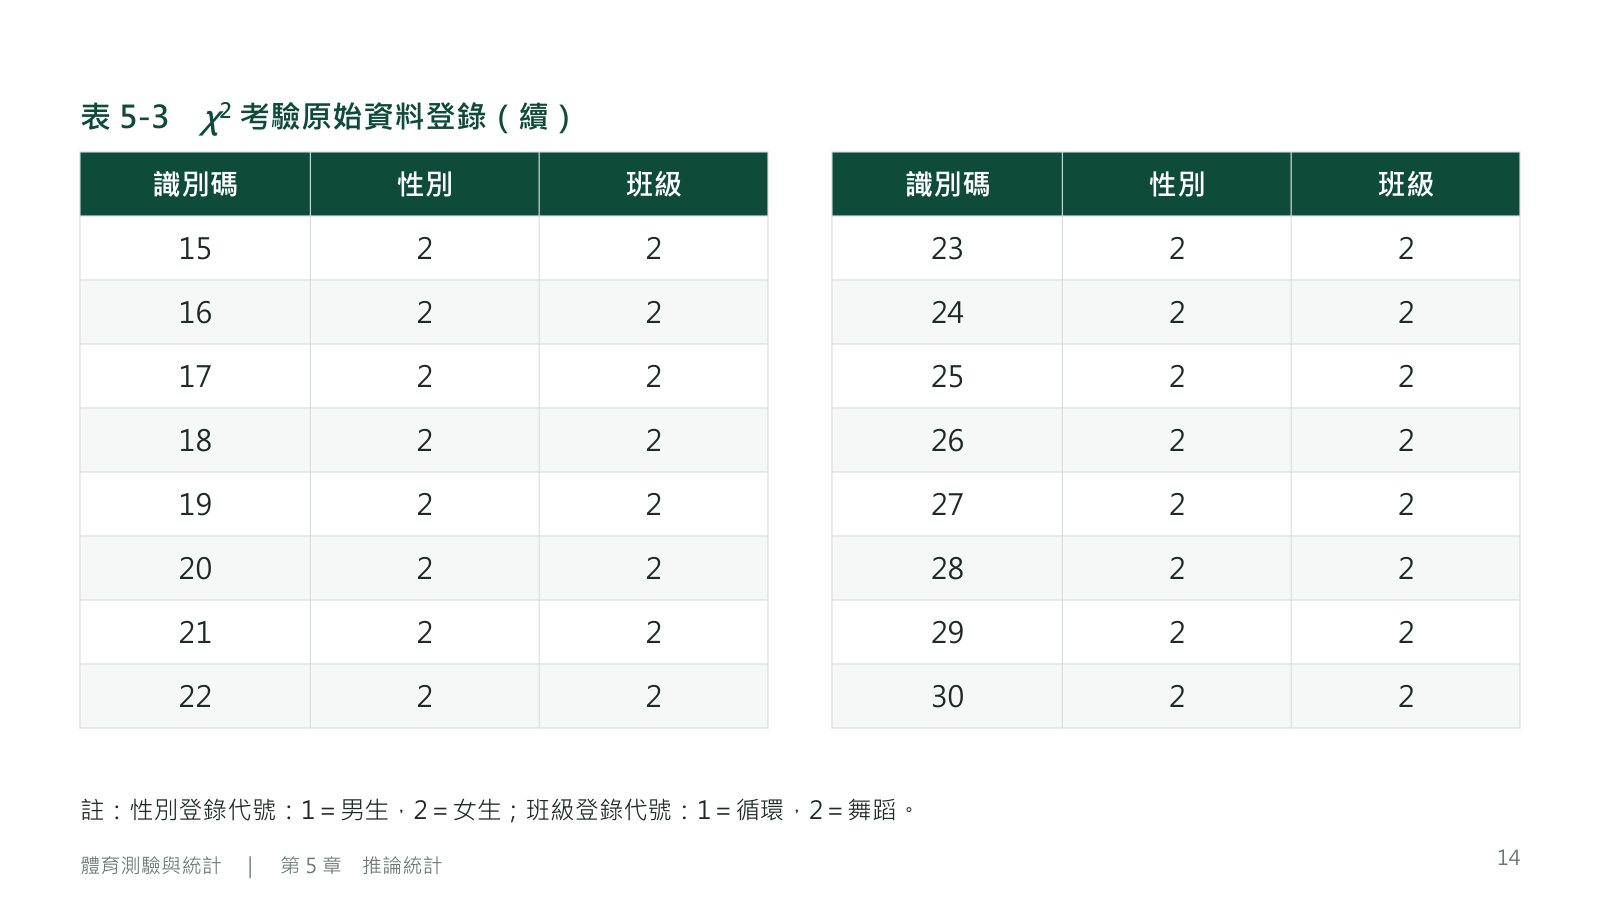 表 5-3　χ² 考驗原始資料登錄（續）
識別碼 性別 班級
15 2 2
16 2 2
17 2 2
18 2 2
19 2 2
20 2 2
21 2 2
22 2 2
識別碼 性別 班級
23 2 2
24 2 2
25 2 2
26 2 2
27 2 2
28 2 2
29 2 2
30 2 2
註：性別登錄代號：1＝男生，2＝女生；班級登錄代號：1＝循環，2＝舞蹈。
體育測驗與統計　|　第 5 章　推論統計
14